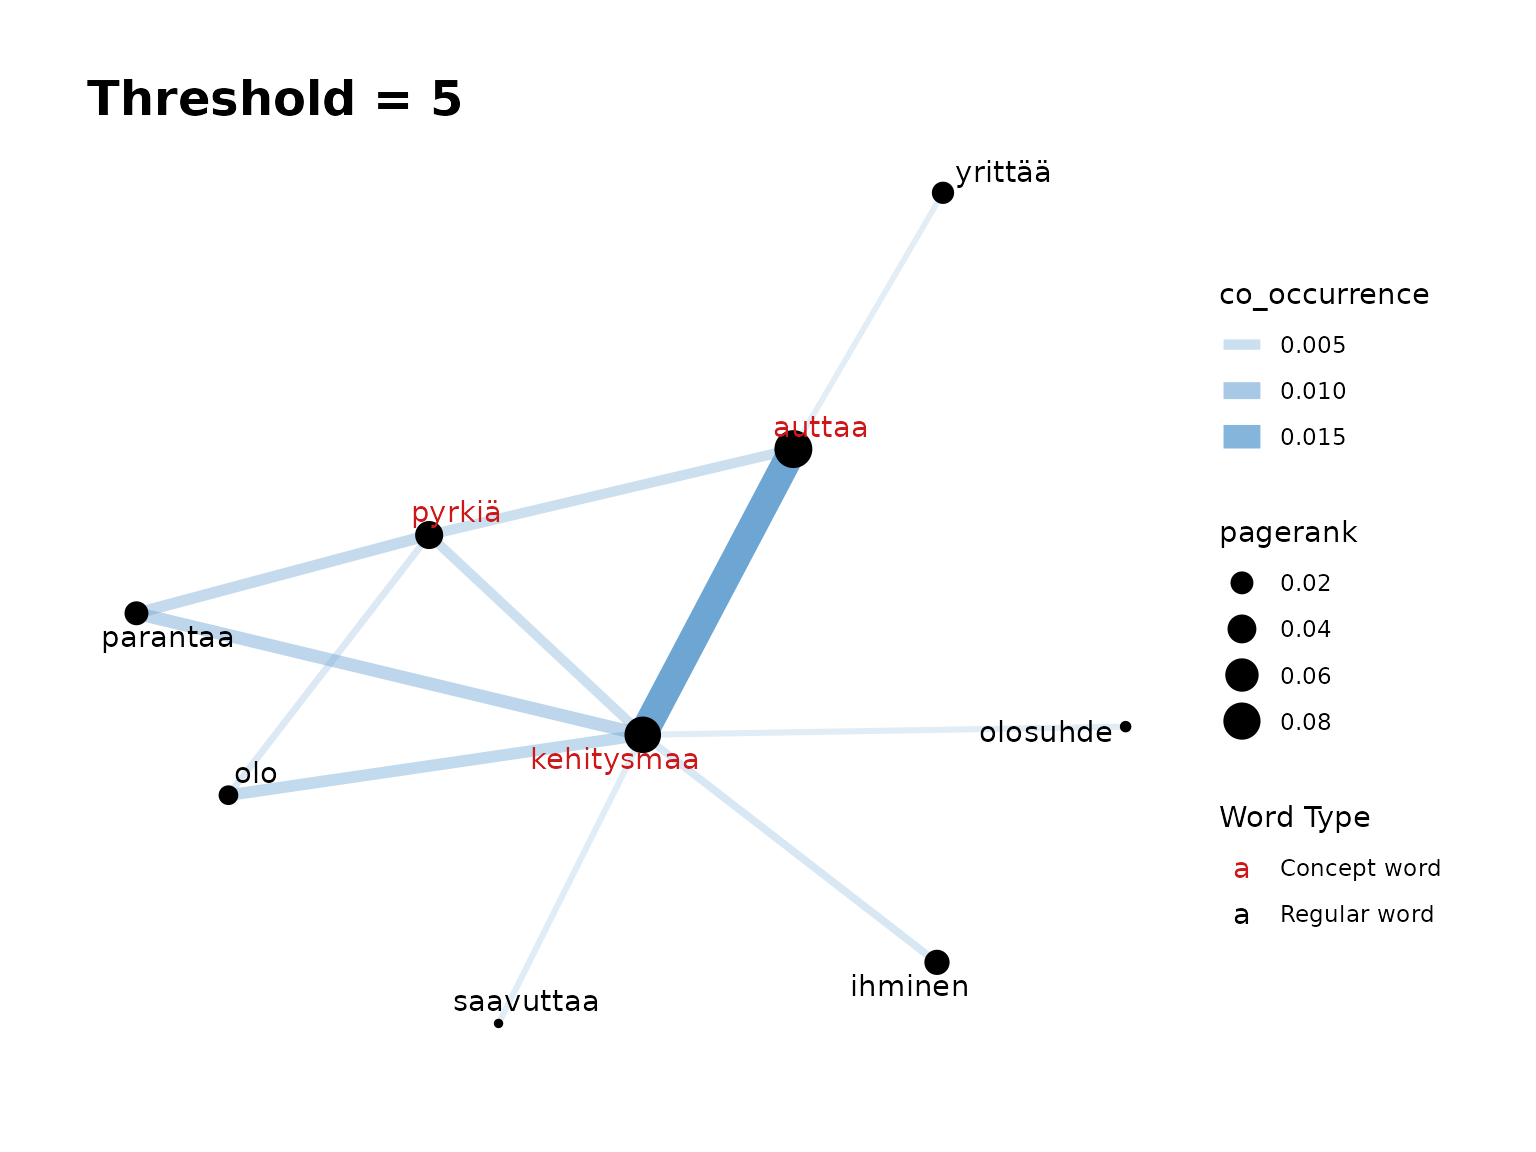 Threshold = 5
yrittää
auttaa
pyrkiä
parantaa
olo
kehitysmaa
olosuhde
saavuttaa
ihminen
co_occurrence
0.005
0.010
0.015
pagerank
0.02
0.04
0.06
0.08
Word Type
a Concept word
a Regular word